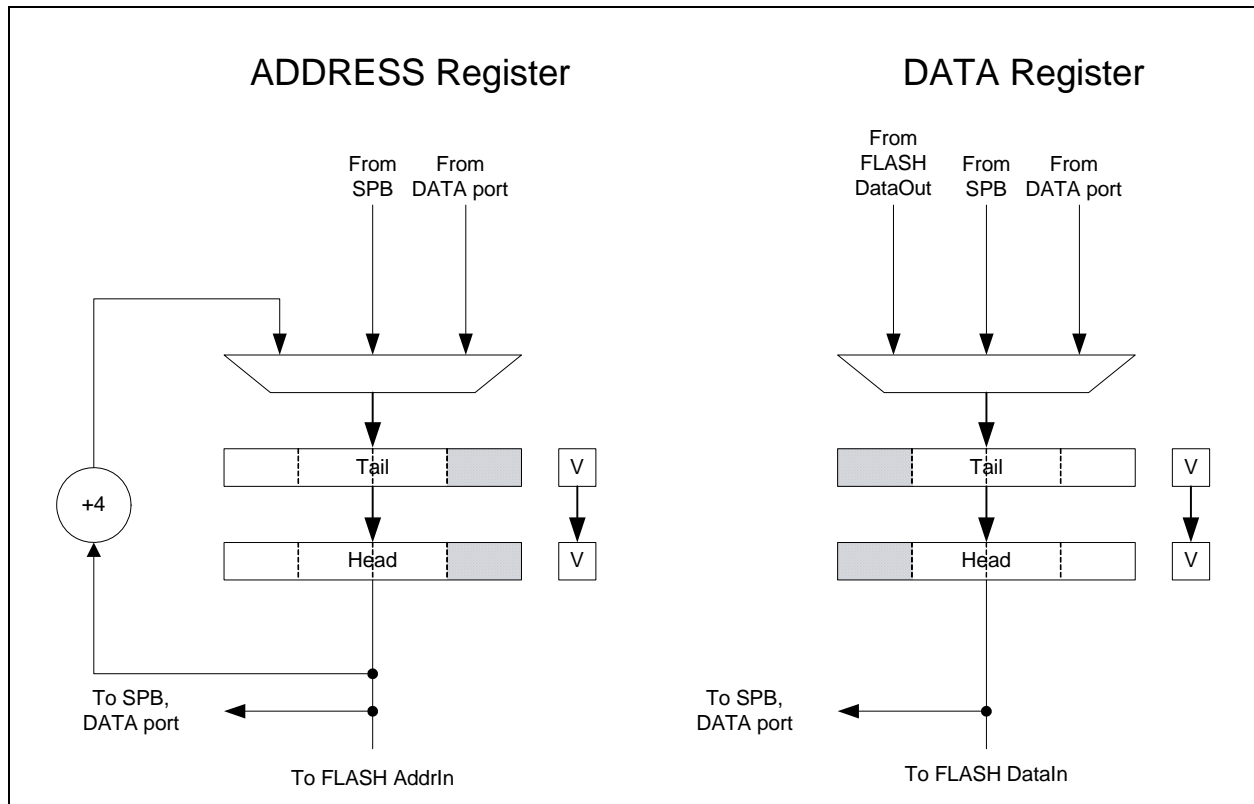 ADDRESS Register
From
SPB
From
DATA port
+4
Tail
V
Head
V
To SPB,
DATA port
To FLASH AddrIn
DATA Register
From
FLASH
DataOut
From
SPB
From
DATA port
Tail
V
Head
V
To SPB,
DATA port
To FLASH DataIn